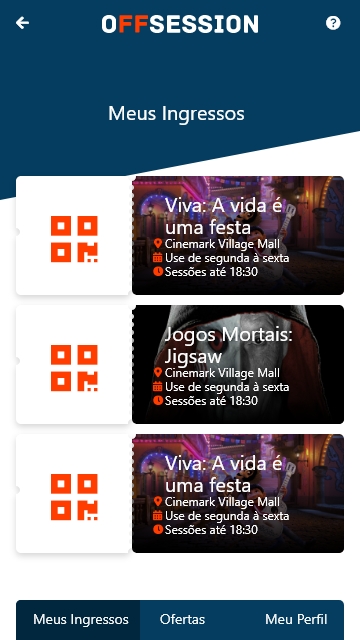 OFFSESSION
Meus Ingressos
Viva: A vida é
uma festa
Cinemark Village Mall
Use de segunda à sexta
Sessões até 18:30
Jogos Mortais:
Jigsaw
Cinemark Village Mall
Use de segunda à sexta
Sessões até 18:30
Viva: A vida é
uma festa
Cinemark Village Mall
Use de segunda à sexta
Sessões até 18:30
Meus Ingressos Ofertas Meu Perfil